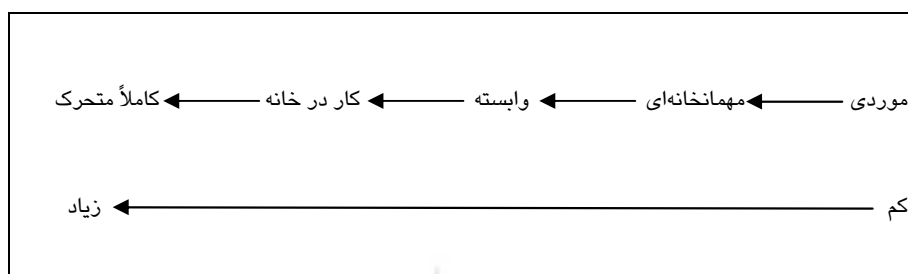 موردی مهمانخانه‌ای وابسته کار در خانه کاملاً متحرک
کم زیاد